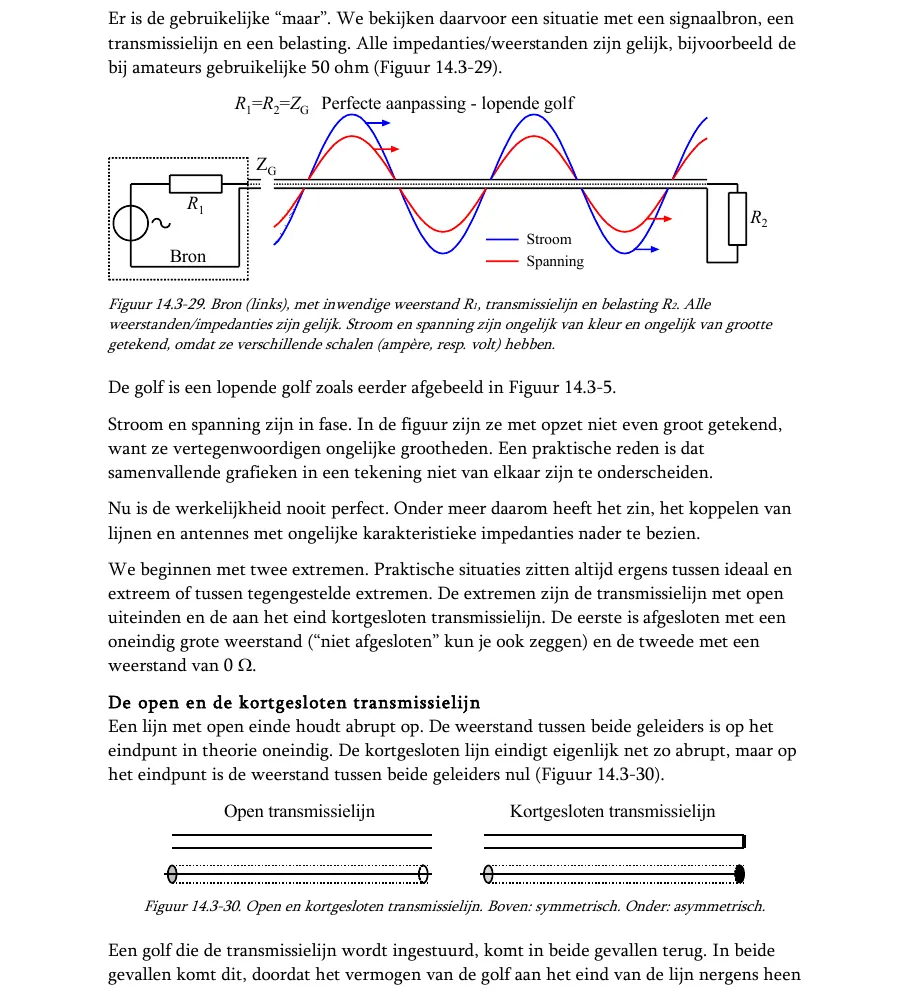 Er is de gebruikelijke “maar”. We bekijken daarvoor een situatie met een signaalbron, een
transmissielijn en een belasting. Alle impedanties/weerstanden zijn gelijk, bijvoorbeeld de
bij amateurs gebruikelijke 50 ohm (Figuur 14.3-29).
R1=R2=ZG Perfecte aanpassing - lopende golf
ZG
R1
R2
Bron
Stroom
Spanning
Figuur 14.3-29. Bron (links), met inwendige weerstand R1, transmissielijn en belasting R2. Alle
weerstanden/impedanties zijn gelijk. Stroom en spanning zijn ongelijk van kleur en ongelijk van grootte
getekend, omdat ze verschillende schalen (ampère, resp. volt) hebben.
De golf is een lopende golf zoals eerder afgebeeld in Figuur 14.3-5.
Stroom en spanning zijn in fase. In de figuur zijn ze met opzet niet even groot getekend,
want ze vertegenwoordigen ongelijke grootheden. Een praktische reden is dat
samenvallende grafieken in een tekening niet van elkaar zijn te onderscheiden.
Nu is de werkelijkheid nooit perfect. Onder meer daarom heeft het zin, het koppelen van
lijnen en antennes met ongelijke karakteristieke impedanties nader te bezien.
We beginnen met twee extremen. Praktische situaties zitten altijd ergens tussen ideaal en
extreem of tussen tegengestelde extremen. De extremen zijn de transmissielijn met open
uiteinden en de aan het eind kortgesloten transmissielijn. De eerste is afgesloten met een
oneindig grote weerstand (“niet afgesloten” kun je ook zeggen) en de tweede met een
weerstand van 0 Ω.
De open en de kortgesloten transmissielijn
Een lijn met open einde houdt abrupt op. De weerstand tussen beide geleiders is op het
eindpunt in theorie oneindig. De kortgesloten lijn eindigt eigenlijk net zo abrupt, maar op
het eindpunt is de weerstand tussen beide geleiders nul (Figuur 14.3-30).
Open transmissielijn Kortgesloten transmissielijn
Figuur 14.3-30. Open en kortgesloten transmissielijn. Boven: symmetrisch. Onder: asymmetrisch.
Een golf die de transmissielijn wordt ingestuurd, komt in beide gevallen terug. In beide
gevallen komt dit, doordat het vermogen van de golf aan het eind van de lijn nergens heen